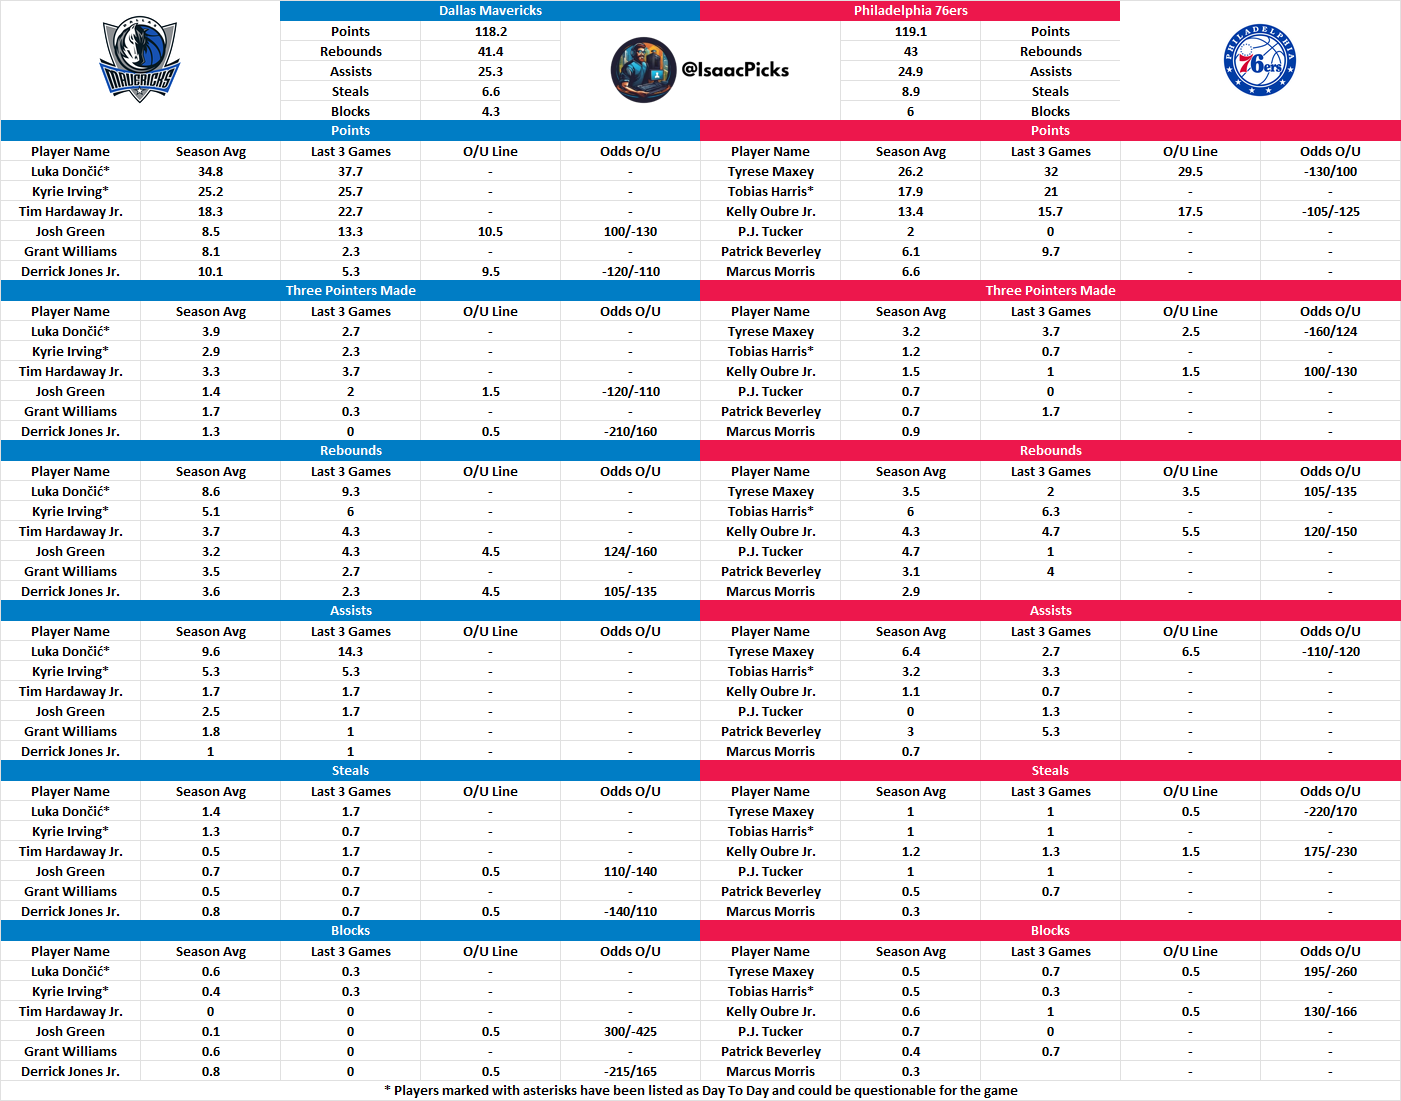 Dallas Mavericks Philadelphia 76ers
Points 118.2 119.1 Points
Rebounds 41.4 43 Rebounds
Assists 25.3 @IsaacPicks 24.9 Assists
Steals 6.6 8.9 Steals
Blocks 4.3 6 Blocks
MAVERICKS
PHILADELPHIA
76ers
Points Points
Player Name Season Avg Last 3 Games O/U Line Odds O/U Player Name Season Avg Last 3 Games O/U Line Odds O/U
Luka Dončić* 34.8 37.7 - - Tyrese Maxey 26.2 32 29.5 -130/100
Kyrie Irving* 25.2 25.7 - - Tobias Harris* 17.9 21 - -
Tim Hardaway Jr. 18.3 22.7 - - Kelly Oubre Jr. 13.4 15.7 17.5 -105/-125
Josh Green 8.5 13.3 10.5 100/-130 P.J. Tucker 2 0 - -
Grant Williams 8.1 2.3 - - Patrick Beverley 6.1 9.7 - -
Derrick Jones Jr. 10.1 5.3 9.5 -120/-110 Marcus Morris 6.6 - -
Three Pointers Made Three Pointers Made
Player Name Season Avg Last 3 Games O/U Line Odds O/U Player Name Season Avg Last 3 Games O/U Line Odds O/U
Luka Dončić* 3.9 2.7 - - Tyrese Maxey 3.2 3.7 2.5 -160/124
Kyrie Irving* 2.9 2.3 - - Tobias Harris* 1.2 0.7 - -
Tim Hardaway Jr. 3.3 3.7 - - Kelly Oubre Jr. 1.5 1 1.5 100/-130
Josh Green 1.4 2 1.5 -120/-110 P.J. Tucker 0.7 0 - -
Grant Williams 1.7 0.3 - - Patrick Beverley 0.7 1.7 - -
Derrick Jones Jr. 1.3 0 0.5 -210/160 Marcus Morris 0.9 - -
Rebounds Rebounds
Player Name Season Avg Last 3 Games O/U Line Odds O/U Player Name Season Avg Last 3 Games O/U Line Odds O/U
Luka Dončić* 8.6 9.3 - - Tyrese Maxey 3.5 2 3.5 105/-135
Kyrie Irving* 5.1 6 - - Tobias Harris* 6 6.3 - -
Tim Hardaway Jr. 3.7 4.3 - - Kelly Oubre Jr. 4.3 4.7 5.5 120/-150
Josh Green 3.2 4.3 4.5 124/-160 P.J. Tucker 4.7 1 - -
Grant Williams 3.5 2.7 - - Patrick Beverley 3.1 4 - -
Derrick Jones Jr. 3.6 2.3 4.5 105/-135 Marcus Morris 2.9 - -
Assists Assists
Player Name Season Avg Last 3 Games O/U Line Odds O/U Player Name Season Avg Last 3 Games O/U Line Odds O/U
Luka Dončić* 9.6 14.3 - - Tyrese Maxey 6.4 2.7 6.5 -110/-120
Kyrie Irving* 5.3 5.3 - - Tobias Harris* 3.2 3.3 - -
Tim Hardaway Jr. 1.7 1.7 - - Kelly Oubre Jr. 1.1 0.7 - -
Josh Green 2.5 1.7 - - P.J. Tucker 0 1.3 - -
Grant Williams 1.8 1 - - Patrick Beverley 3 5.3 - -
Derrick Jones Jr. 1 1 - - Marcus Morris 0.7 - -
Steals Steals
Player Name Season Avg Last 3 Games O/U Line Odds O/U Player Name Season Avg Last 3 Games O/U Line Odds O/U
Luka Dončić* 1.4 1.7 - - Tyrese Maxey 1 1 0.5 -220/170
Kyrie Irving* 1.3 0.7 - - Tobias Harris* 1 1 - -
Tim Hardaway Jr. 0.5 1.7 - - Kelly Oubre Jr. 1.2 1.3 1.5 175/-230
Josh Green 0.7 0.7 0.5 110/-140 P.J. Tucker 1 1 - -
Grant Williams 0.5 0.7 - - Patrick Beverley 0.5 0.7 - -
Derrick Jones Jr. 0.8 0.7 0.5 -140/110 Marcus Morris 0.3 - -
Blocks Blocks
Player Name Season Avg Last 3 Games O/U Line Odds O/U Player Name Season Avg Last 3 Games O/U Line Odds O/U
Luka Dončić* 0.6 0.3 - - Tyrese Maxey 0.5 0.7 0.5 195/-260
Kyrie Irving* 0.4 0.3 - - Tobias Harris* 0.5 0.3 - -
Tim Hardaway Jr. 0 0 - - Kelly Oubre Jr. 0.6 1 0.5 130/-166
Josh Green 0.1 0 0.5 300/-425 P.J. Tucker 0.7 0 - -
Grant Williams 0.6 0 - - Patrick Beverley 0.4 0.7 - -
Derrick Jones Jr. 0.8 0 0.5 -215/165 Marcus Morris 0.3 - -
* Players marked with asterisks have been listed as Day To Day and could be questionable for the game